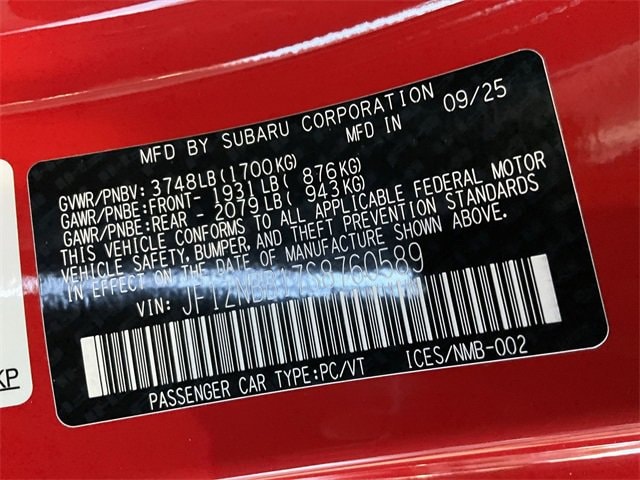 MFD BY SUBARU CORPORATION
MFD IN 09/25
GVWR/PNBV: 3748LB(1700KG)
GAWR/PNBE:FRONT- 1931LB( 876KG)
GAWR/PNBE:REAR - 2079LB( 943KG)
THIS VEHICLE CONFORMS TO ALL APPLICABLE FEDERAL MOTOR
VEHICLE SAFETY, BUMPER, AND THEFT PREVENTION STANDARDS
IN EFFECT ON THE DATE OF MANUFACTURE SHOWN ABOVE.
VIN:
PASSENGER CAR TYPE:PC/VT ICES/NMB-002
KP